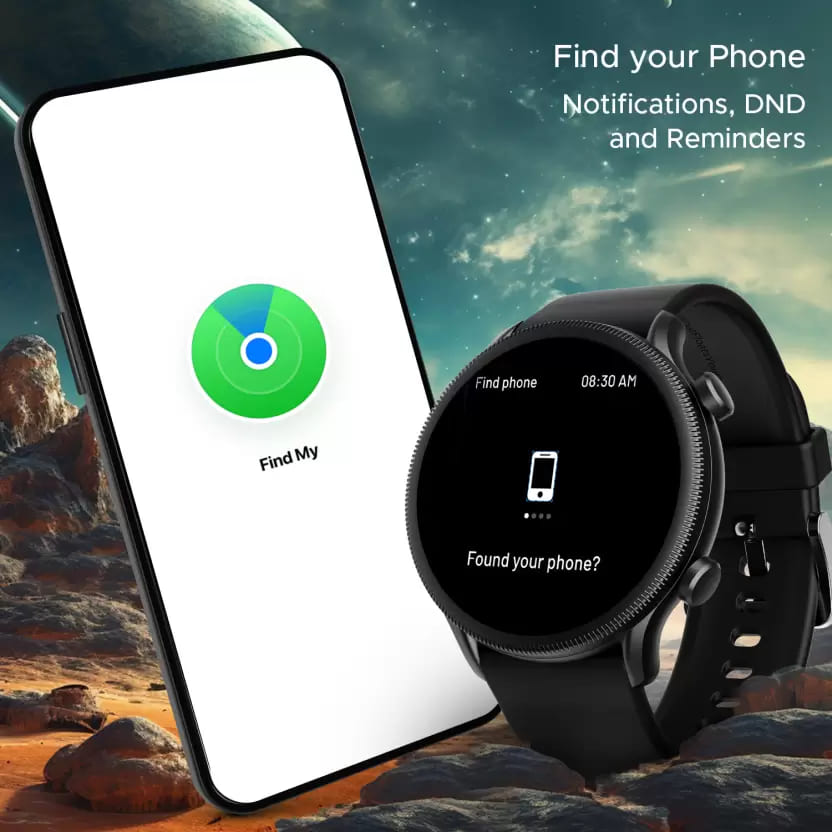 Find your Phone
Notifications, DND
and Reminders
Find My
Find phone 08:30 AM
Found your phone?